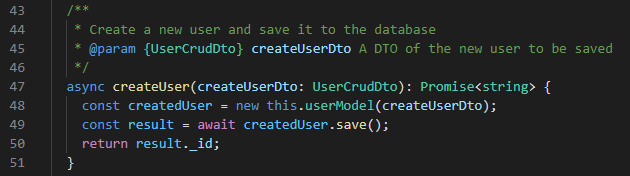 43 /**
44 * Create a new user and save it to the database
45 * @param {UserCrudDto} createUserDto A DTO of the new user to be saved
46 */
47 async createUser(createUserDto: UserCrudDto): Promise<string> {
48 const createdUser = new this.userModel(createUserDto);
49 const result = await createdUser.save();
50 return result._id;
51 }